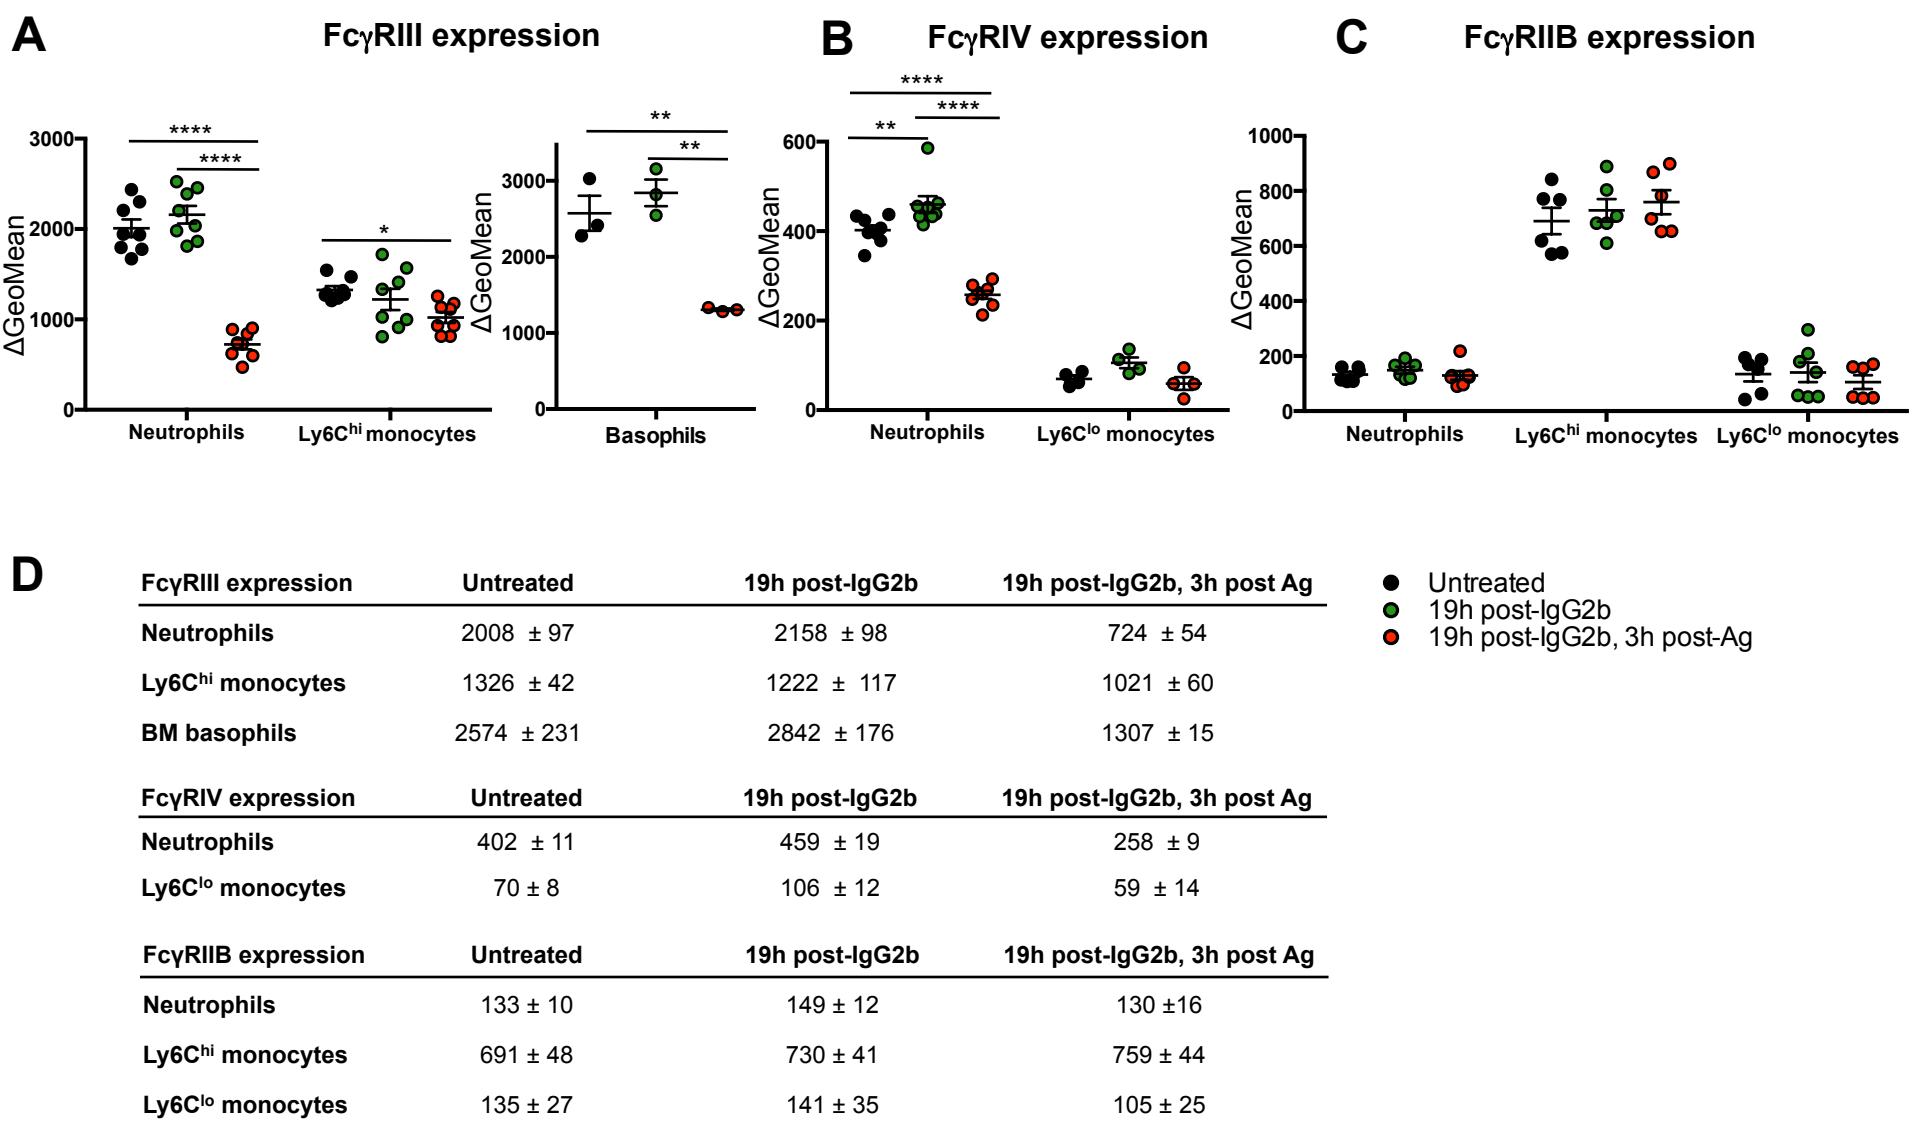 A FcγRIII expression
**** 
****
*
3000
2000
1000
0
ΔGeoMean
Neutrophils Ly6Chi monocytes
**
**
3000
2000
1000
0
ΔGeoMean
Basophils
B FcγRIV expression
****
****
**
600
400
200
0
ΔGeoMean
Neutrophils Ly6Clo monocytes
C FcγRIIB expression
1000
800
600
400
200
0
ΔGeoMean
Neutrophils Ly6Chi monocytes Ly6Clo monocytes
D
FcγRIII expression Untreated 19h post-IgG2b 19h post-IgG2b, 3h post Ag
Neutrophils 2008 ± 97 2158 ± 98 724 ± 54
Ly6Chi monocytes 1326 ± 42 1222 ± 117 1021 ± 60
BM basophils 2574 ± 231 2842 ± 176 1307 ± 15
FcγRIV expression Untreated 19h post-IgG2b 19h post-IgG2b, 3h post Ag
Neutrophils 402 ± 11 459 ± 19 258 ± 9
Ly6Clo monocytes 70 ± 8 106 ± 12 59 ± 14
FcγRIIB expression Untreated 19h post-IgG2b 19h post-IgG2b, 3h post Ag
Neutrophils 133 ± 10 149 ± 12 130 ±16
Ly6Chi monocytes 691 ± 48 730 ± 41 759 ± 44
Ly6Clo monocytes 135 ± 27 141 ± 35 105 ± 25
Untreated
19h post-IgG2b
19h post-IgG2b, 3h post-Ag